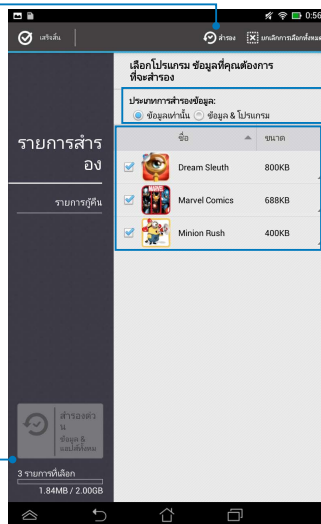 0:56
เสร็จสิ้น
สำรอง
ยกเลิกการเลือกทั้งหมด
เลือกโปรแกรม ข้อมูลที่คุณต้องการ
ที่จะสำรอง
ประเภทการสำรองข้อมูล:
ข้อมูลเท่านั้น ข้อมูล & โปรแกรม
รายการสำร
อง
รายการกู้คืน
ชื่อ ขนาด
Dream Sleuth 800KB
Marvel Comics 688KB
Minion Rush 400KB
สำรองด่ว
น
ข้อมูล &
แอปได้ทั้งหม
3 รายการที่เลือก
1.84MB / 2.00GB